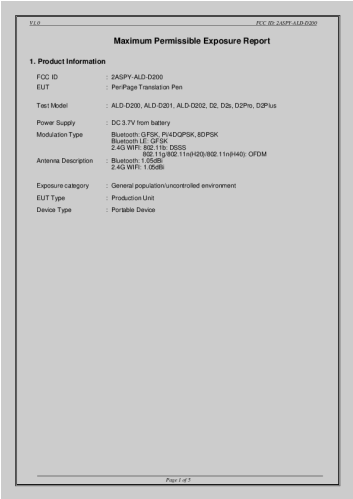 V1.0 FCC ID: 2ASPY-ALD-D200
Maximum Permissible Exposure Report
1. Product Information
FCC ID : 2ASPY-ALD-D200
EUT : PeriPage Translation Pen
Test Model : ALD-D200, ALD-D201, ALD-D202, D2, D2s, D2Pro, D2Plus
Power Supply : DC 3.7V from battery
Modulation Type : Bluetooth: GFSK, Pi/4DQPSK, 8DPSK
Bluetooth LE: GFSK
2.4G WIFI: 802.11b: DSSS
802.11g/802.11n(H20)/802.11n(H40): OFDM
Antenna Description : Bluetooth: 1.05dBi
2.4G WIFI: 1.05dBi
Exposure category : General population/uncontrolled environment
EUT Type : Production Unit
Device Type : Portable Device
Page 1 of 5